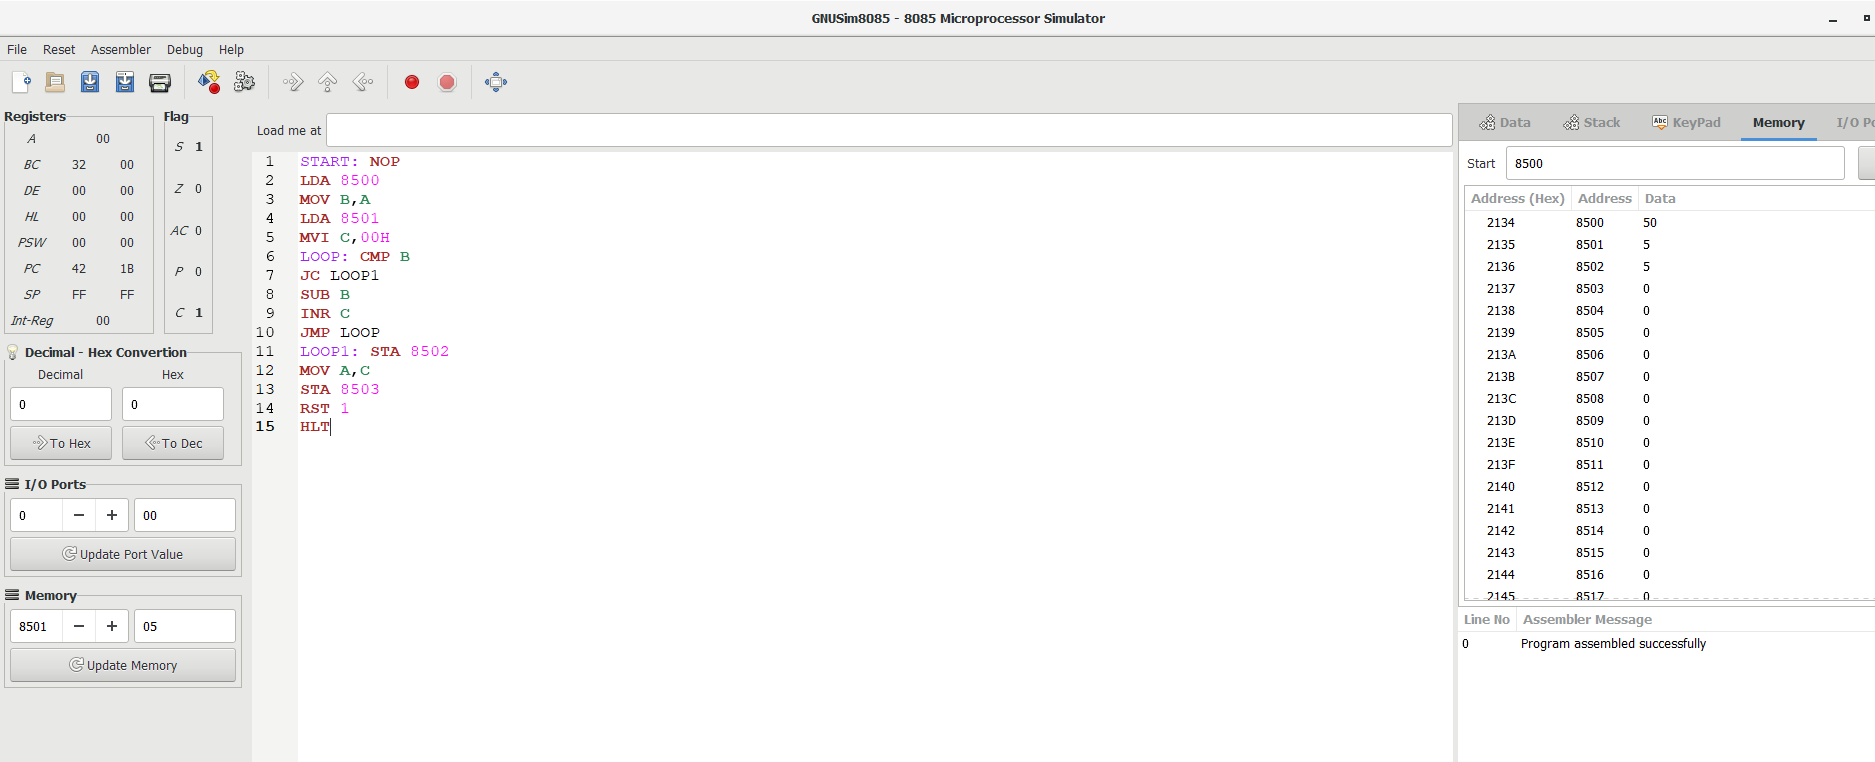 GNUSim8085 - 8085 Microprocessor Simulator
File Reset Assembler Debug Help
Registers
A 00
BC 32 00
DE 00 00
HL 00 00
PSW 00 00
PC 42 1B
SP FF FF
Int-Reg 00
Flag
S 1
Z 0
AC 0
P 0
C 1
Decimal - Hex Convertion
Decimal Hex
0 0
To Hex To Dec
I/O Ports
0 − + 00
Update Port Value
Memory
8501 − + 05
Update Memory
Load me at
1 START: NOP
2 LDA 8500
3 MOV B,A
4 LDA 8501
5 MVI C,00H
6 LOOP: CMP B
7 JC LOOP1
8 SUB B
9 INR C
10 JMP LOOP
11 LOOP1: STA 8502
12 MOV A,C
13 STA 8503
14 RST 1
15 HLT
Data Stack Abc KeyPad Memory I/O Po
Start 8500
Address (Hex) Address Data
2134 8500 50
2135 8501 5
2136 8502 5
2137 8503 0
2138 8504 0
2139 8505 0
213A 8506 0
213B 8507 0
213C 8508 0
213D 8509 0
213E 8510 0
213F 8511 0
2140 8512 0
2141 8513 0
2142 8514 0
2143 8515 0
2144 8516 0
2145 8517 0
Line No Assembler Message
0 Program assembled successfully